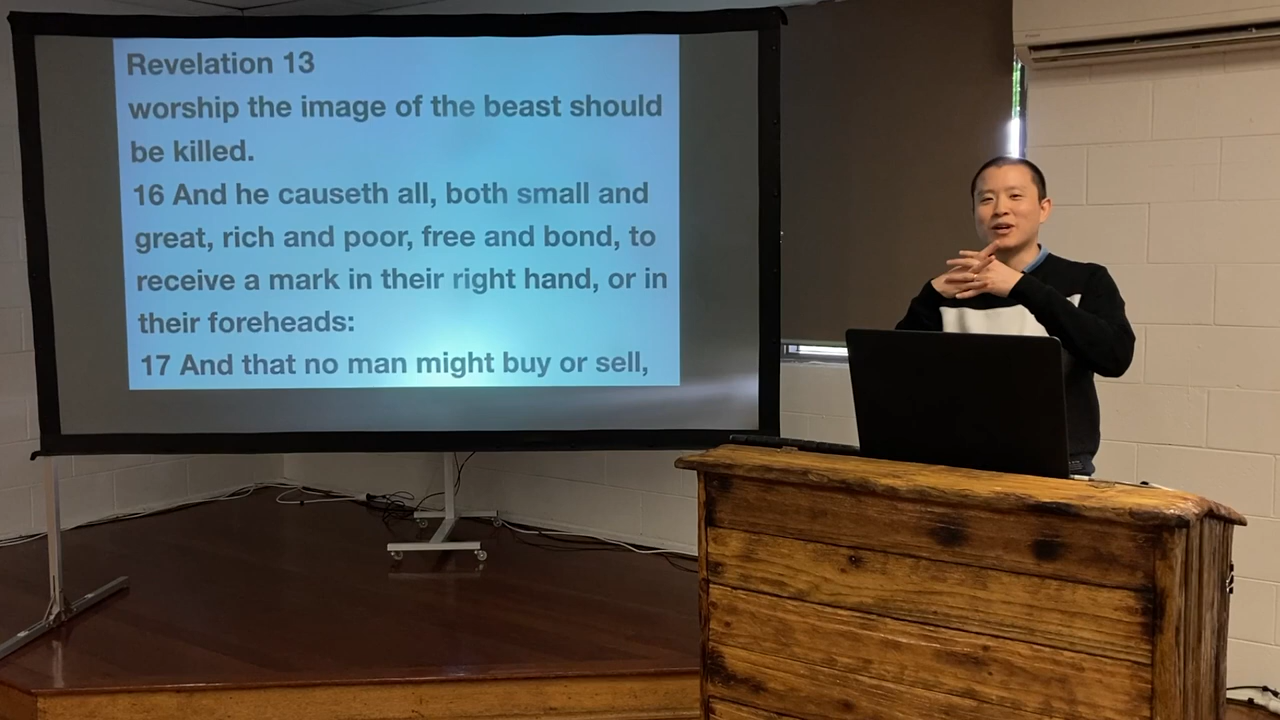 Revelation 13
worship the image of the beast should
be killed.
16 And he causeth all, both small and
great, rich and poor, free and bond, to
receive a mark in their right hand, or in
their foreheads:
17 And that no man might buy or sell,